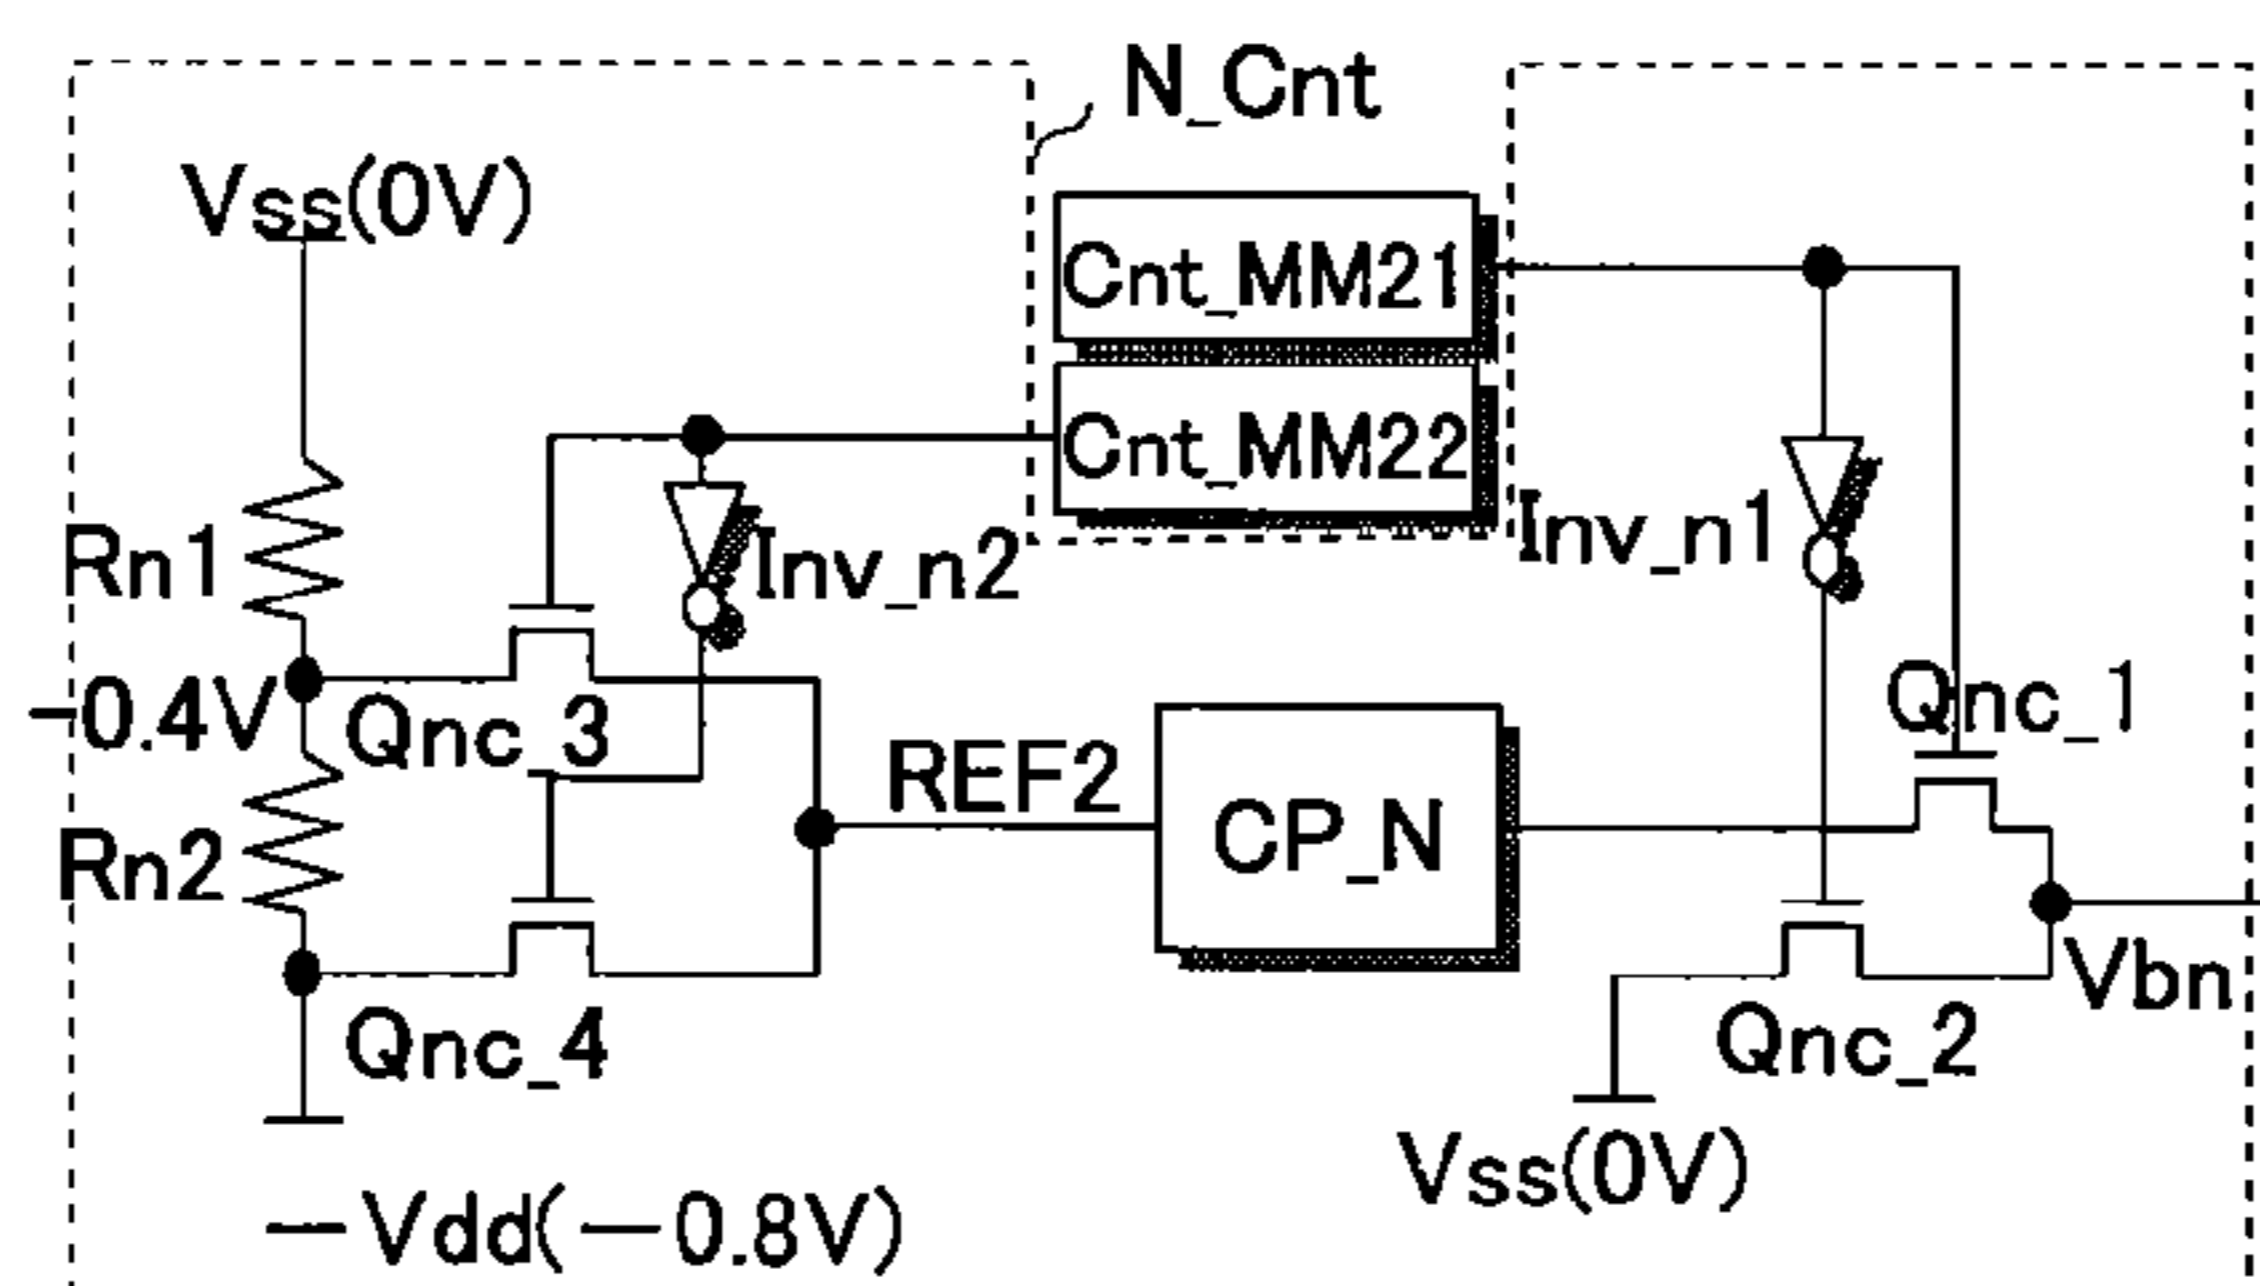 N_Cnt
Vss(0V)
Cnt_MM21
Cnt_MM22
Rn1
Inv_n2
Inv_n1
-0.4V
Qnc_3
Qnc_1
REF2
CP_N
Rn2
Vbn
Qnc_4
Qnc_2
Vss(0V)
-Vdd(-0.8V)